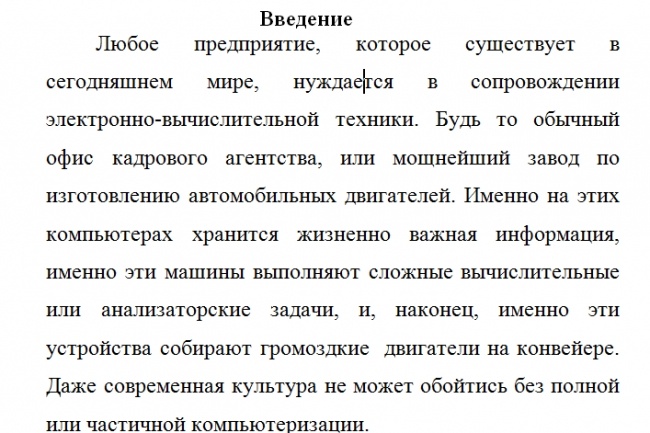 Введение
Любое предприятие, которое существует в
сегодняшнем мире, нуждается в сопровождении
электронно-вычислительной техники. Будь то обычный
офис кадрового агентства, или мощнейший завод по
изготовлению автомобильных двигателей. Именно на этих
компьютерах хранится жизненно важная информация,
именно эти машины выполняют сложные вычислительные
или анализаторские задачи, и, наконец, именно эти
устройства собирают громоздкие  двигатели на конвейере.
Даже современная культура не может обойтись без полной
или частичной компьютеризации.